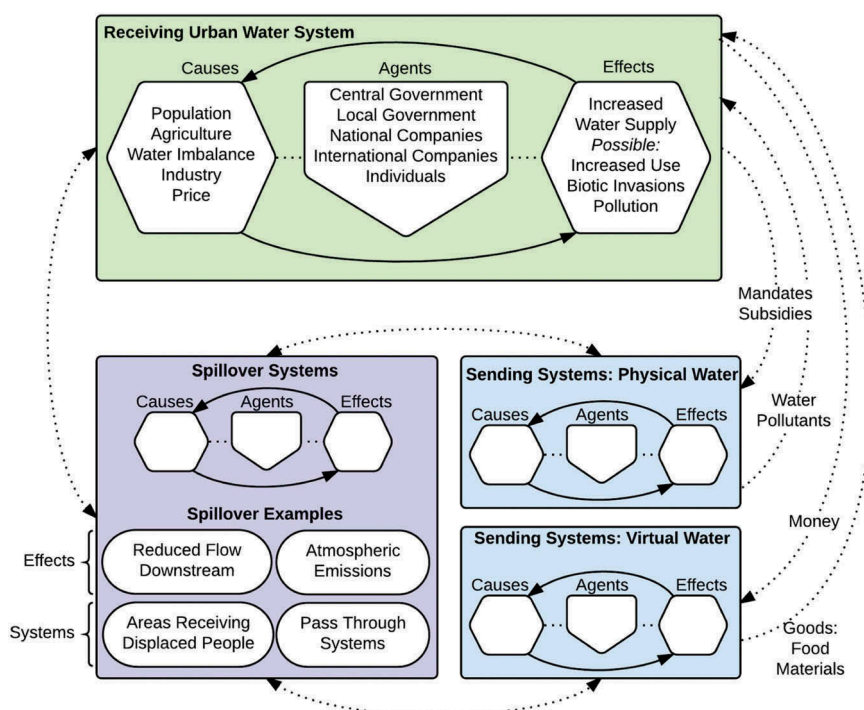 Receiving Urban Water System
Causes
Agents
Effects
Population
Agriculture
Water Imbalance
Industry
Price
Central Government
Local Government
National Companies
International Companies
Individuals
Increased
Water Supply
Possible:
Increased Use
Biotic Invasions
Pollution
Mandates
Subsidies
Spillover Systems
Causes
Agents
Effects
Spillover Examples
Effects
Reduced Flow
Downstream
Atmospheric
Emissions
Systems
Areas Receiving
Displaced People
Pass Through
Systems
Sending Systems: Physical Water
Causes
Agents
Effects
Water
Pollutants
Sending Systems: Virtual Water
Causes
Agents
Effects
Money
Goods:
Food
Materials